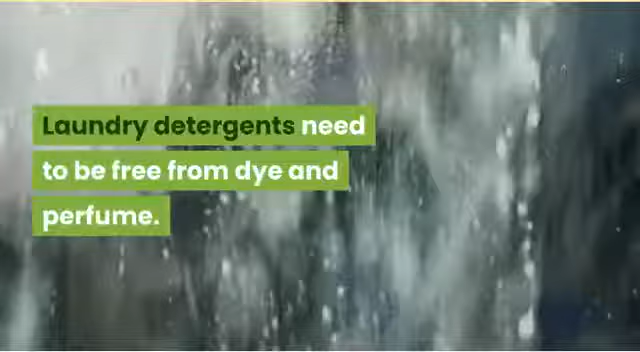 Laundry detergents need
to be free from dye and
perfume.